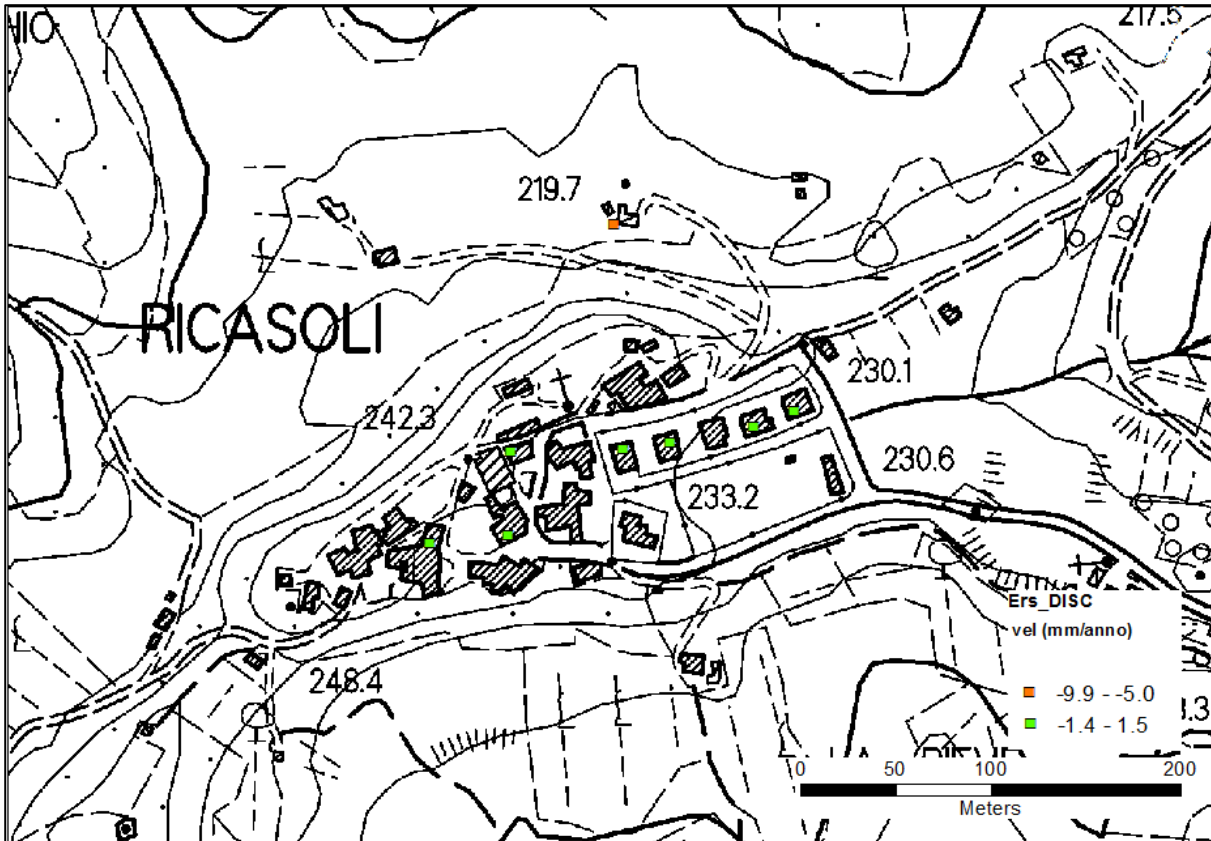 217.5
219.7
RICASOLI
230.1
242.3
230.6
233.2
248.4
Ers_DISC
vel (mm/anno)
-9.9 - -5.0
-1.4 - 1.5
0 50 100 200
Meters